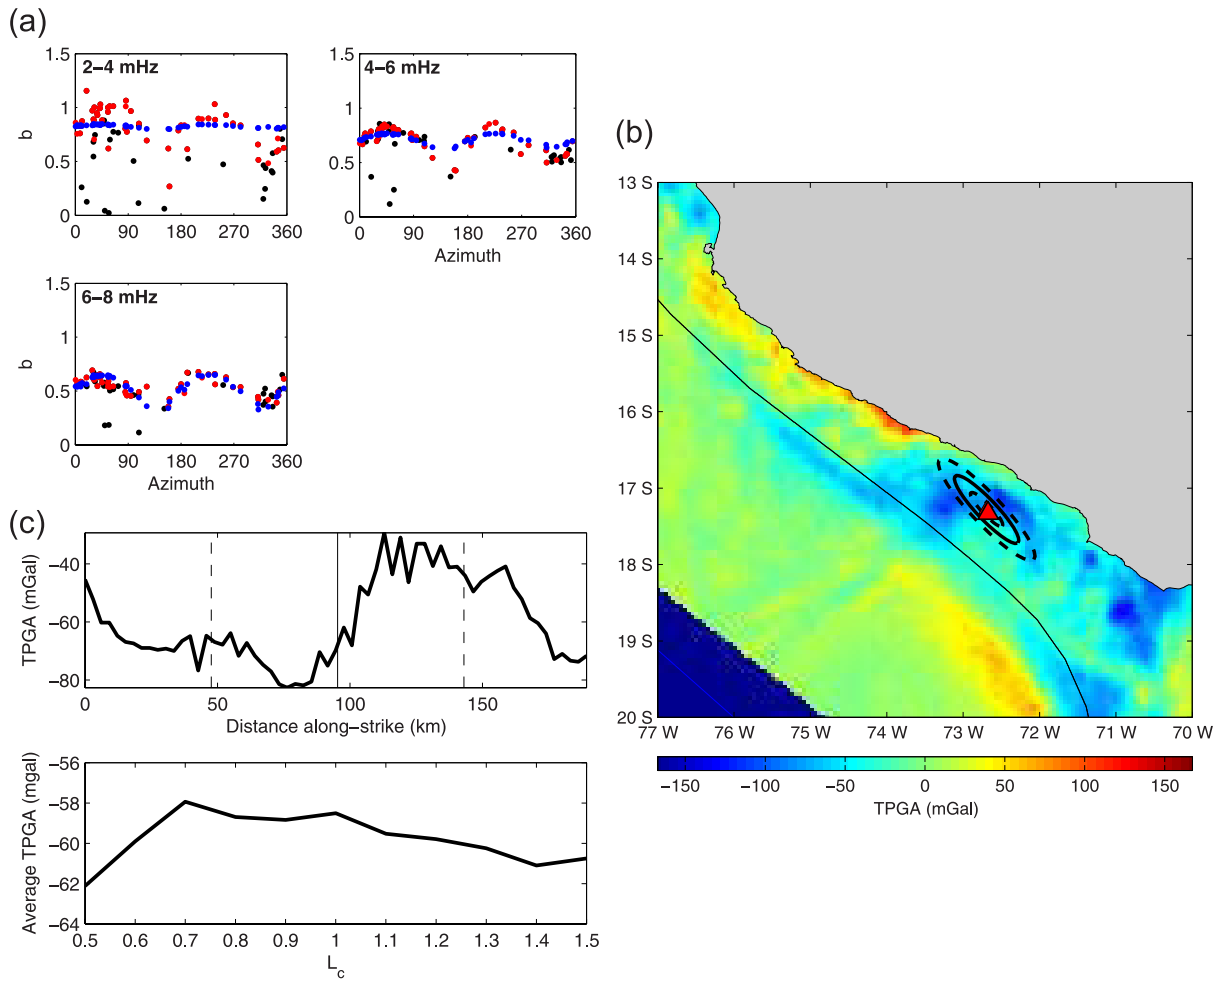 (a)
1.5
1
0.5
0
b
2−4 mHz
0 90 180 270 360
1.5
1
0.5
0
4−6 mHz
0 90 180 270 360
Azimuth
1.5
1
0.5
0
b
6−8 mHz
0 90 180 270 360
Azimuth
(b)
13 S
14 S
15 S
16 S
17 S
18 S
19 S
20 S
77 W 76 W 75 W 74 W 73 W 72 W 71 W 70 W
−150 −100 −50 0 50 100 150
TPGA (mGal)
(c)
TPGA (mGal)
−40
−60
−80
0 50 100 150
Distance along−strike (km)
Average TPGA (mgal)
−56
−58
−60
−62
−64
0.5 0.6 0.7 0.8 0.9 1 1.1 1.2 1.3 1.4 1.5
Lc